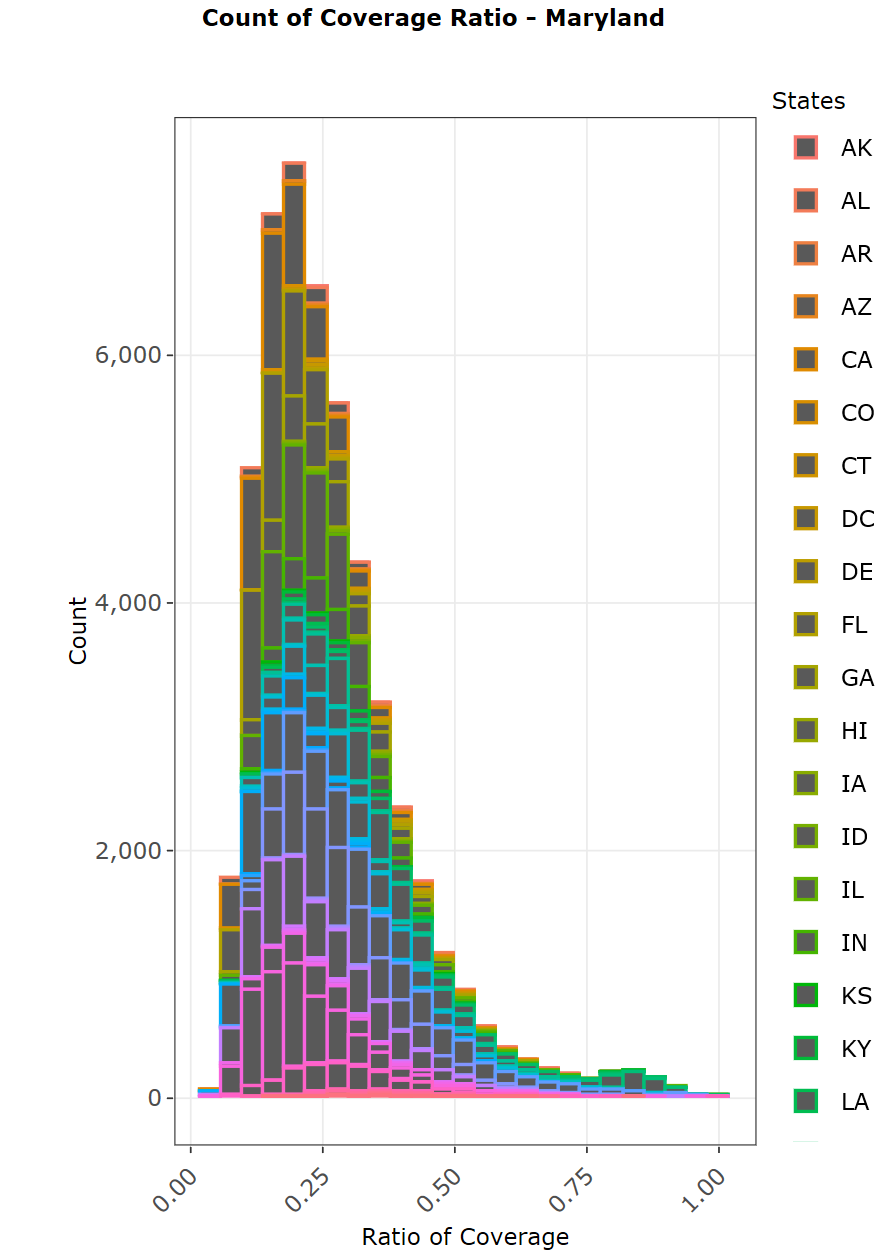 Count of Coverage Ratio – Maryland
States
AK
AL
AR
AZ
CA
CO
CT
DC
DE
FL
GA
HI
IA
ID
IL
IN
KS
KY
LA
6,000
4,000
2,000
0
Count
0.00
0.25
0.50
0.75
1.00
Ratio of Coverage